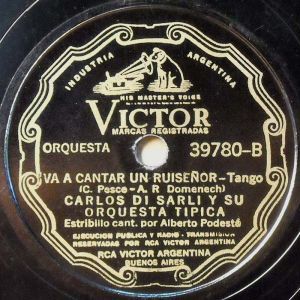 INDUSTRIA ARGENTINA
HIS MASTER'S VOICE
VICTOR
MARCAS REGISTRADAS
ORQUESTA 39780-B
¡VA A CANTAR UN RUISEÑOR-Tango
(C. Pesce-A. R. Domenech)
CARLOS DI SARLI Y SU
ORQUESTA TIPICA
Estribillo cant. por Alberto Podestá
EJECUCION PUBLICA Y RADIO-TRANSMISION
RESERVADAS POR RCA VICTOR ARGENTINA
RCA VICTOR ARGENTINA
BUENOS AIRES